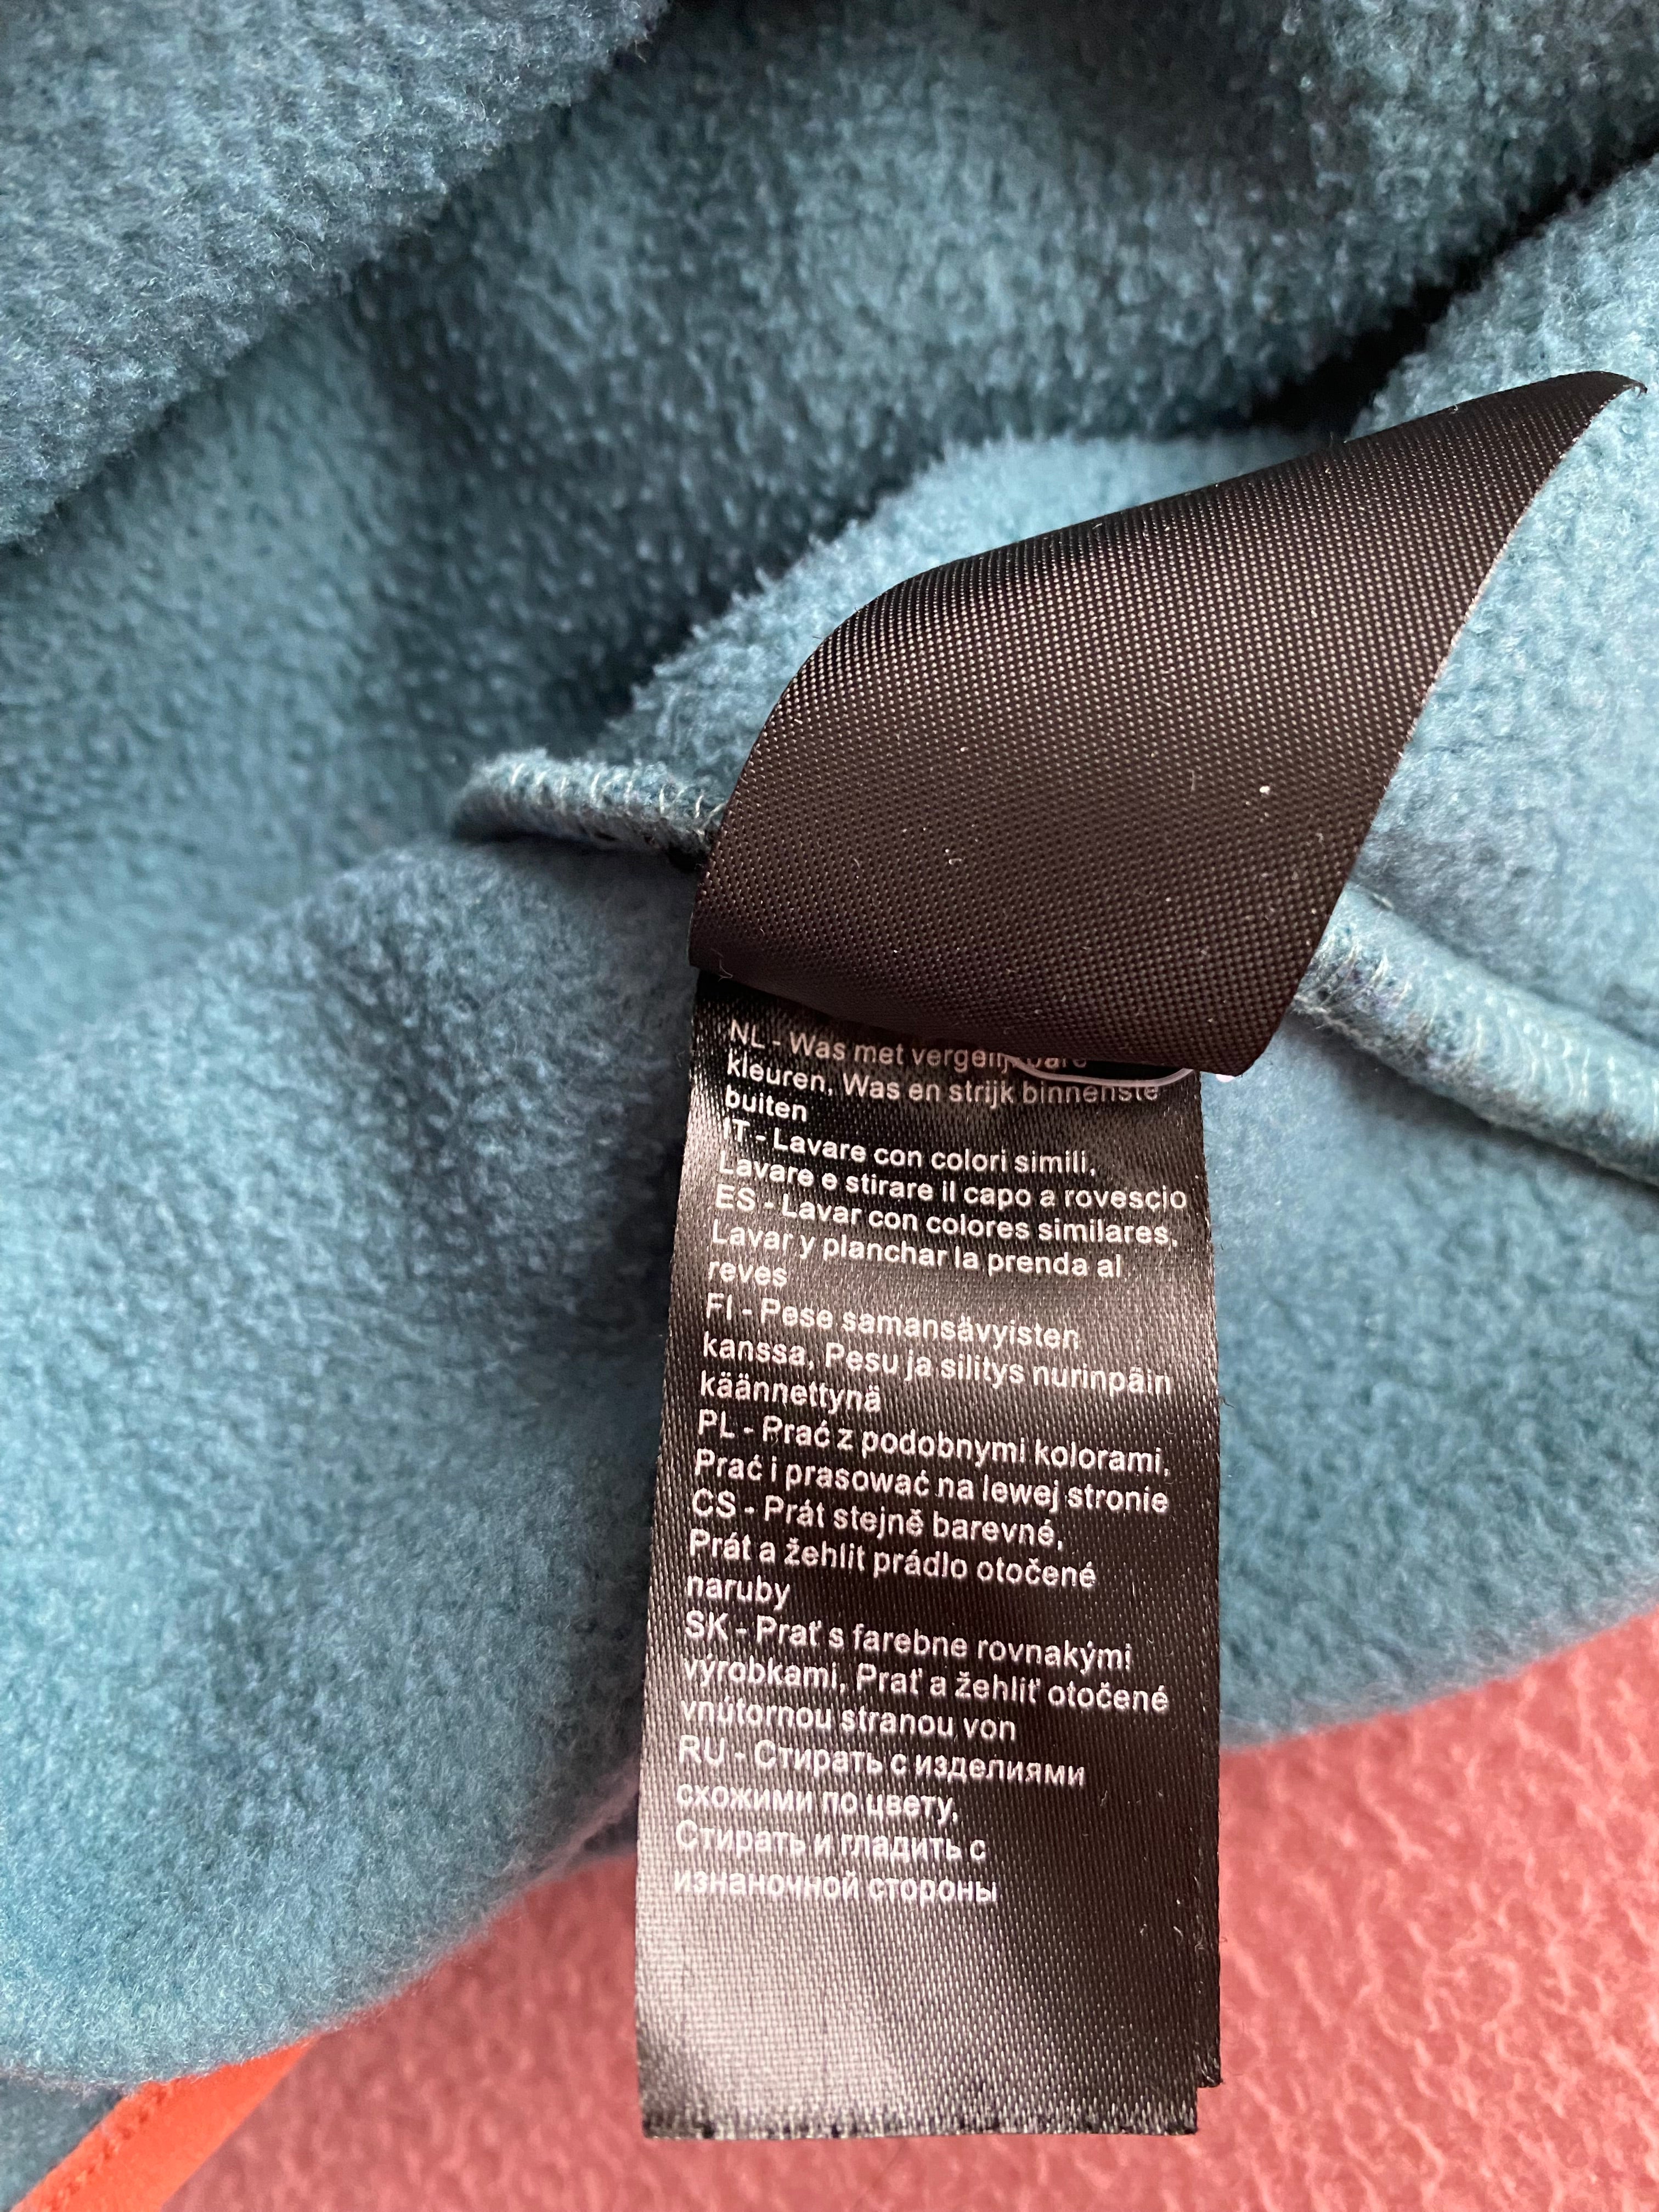 NL - Was met vergelijkbare
kleuren, Was en strijk binnenste
buiten
IT - Lavare con colori simili,
Lavare e stirare il capo a rovescio
ES - Lavar con colores similares,
Lavar y planchar la prenda al
reves
FI - Pese samansävyisten
kanssa, Pesu ja silitys nurinpäin
käännettynä
PL - Prać z podobnymi kolorami,
Prać i prasować na lewej stronie
CS - Prát stejně barevné,
Prát a žehlit prádlo otočené
naruby
SK - Prať s farebne rovnakými
výrobkami, Prať a žehliť otočené
vnútornou stranou von
RU - Стирать с изделиями
схожими по цвету,
Стирать и гладить с
изнаночной стороны